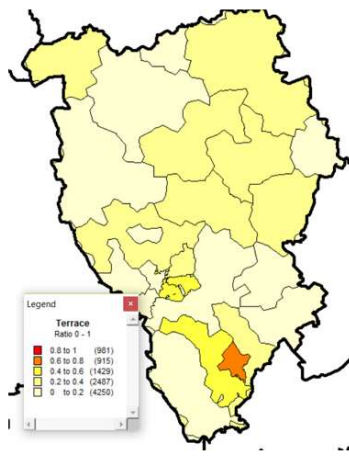 Legend
Terrace
Ratio 0 - 1
0.8 to 1 (981)
0.6 to 0.8 (915)
0.4 to 0.6 (1429)
0.2 to 0.4 (2487)
0 to 0.2 (4250)